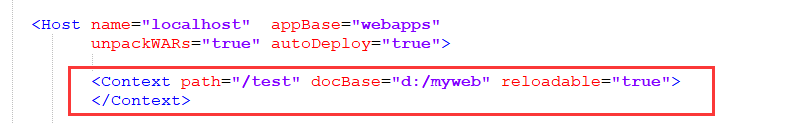 <Host name="localhost"  appBase="webapps"
unpackWARs="true" autoDeploy="true">
<Context path="/test" docBase="d:/myweb" reloadable="true">
</Context>